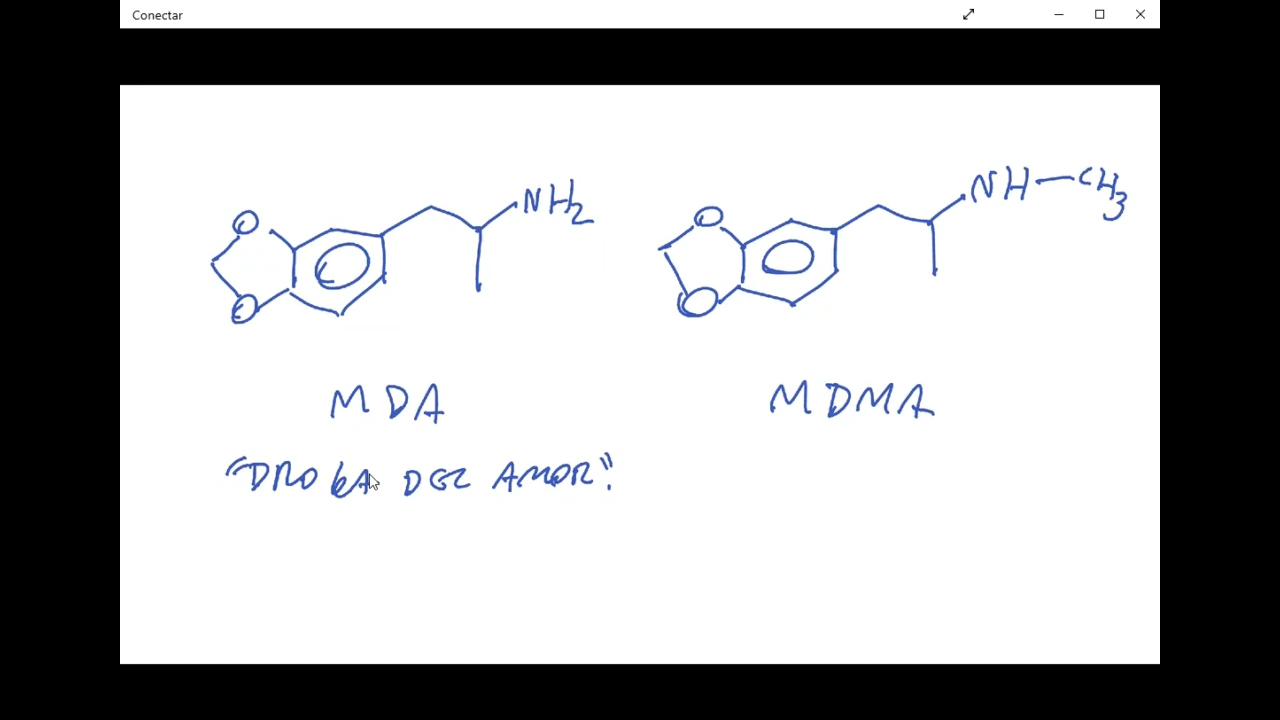 Conectar
O
NH2
O
O
NH-CH3
O
MDA
MDMA
"DROGA DEL AMOR".